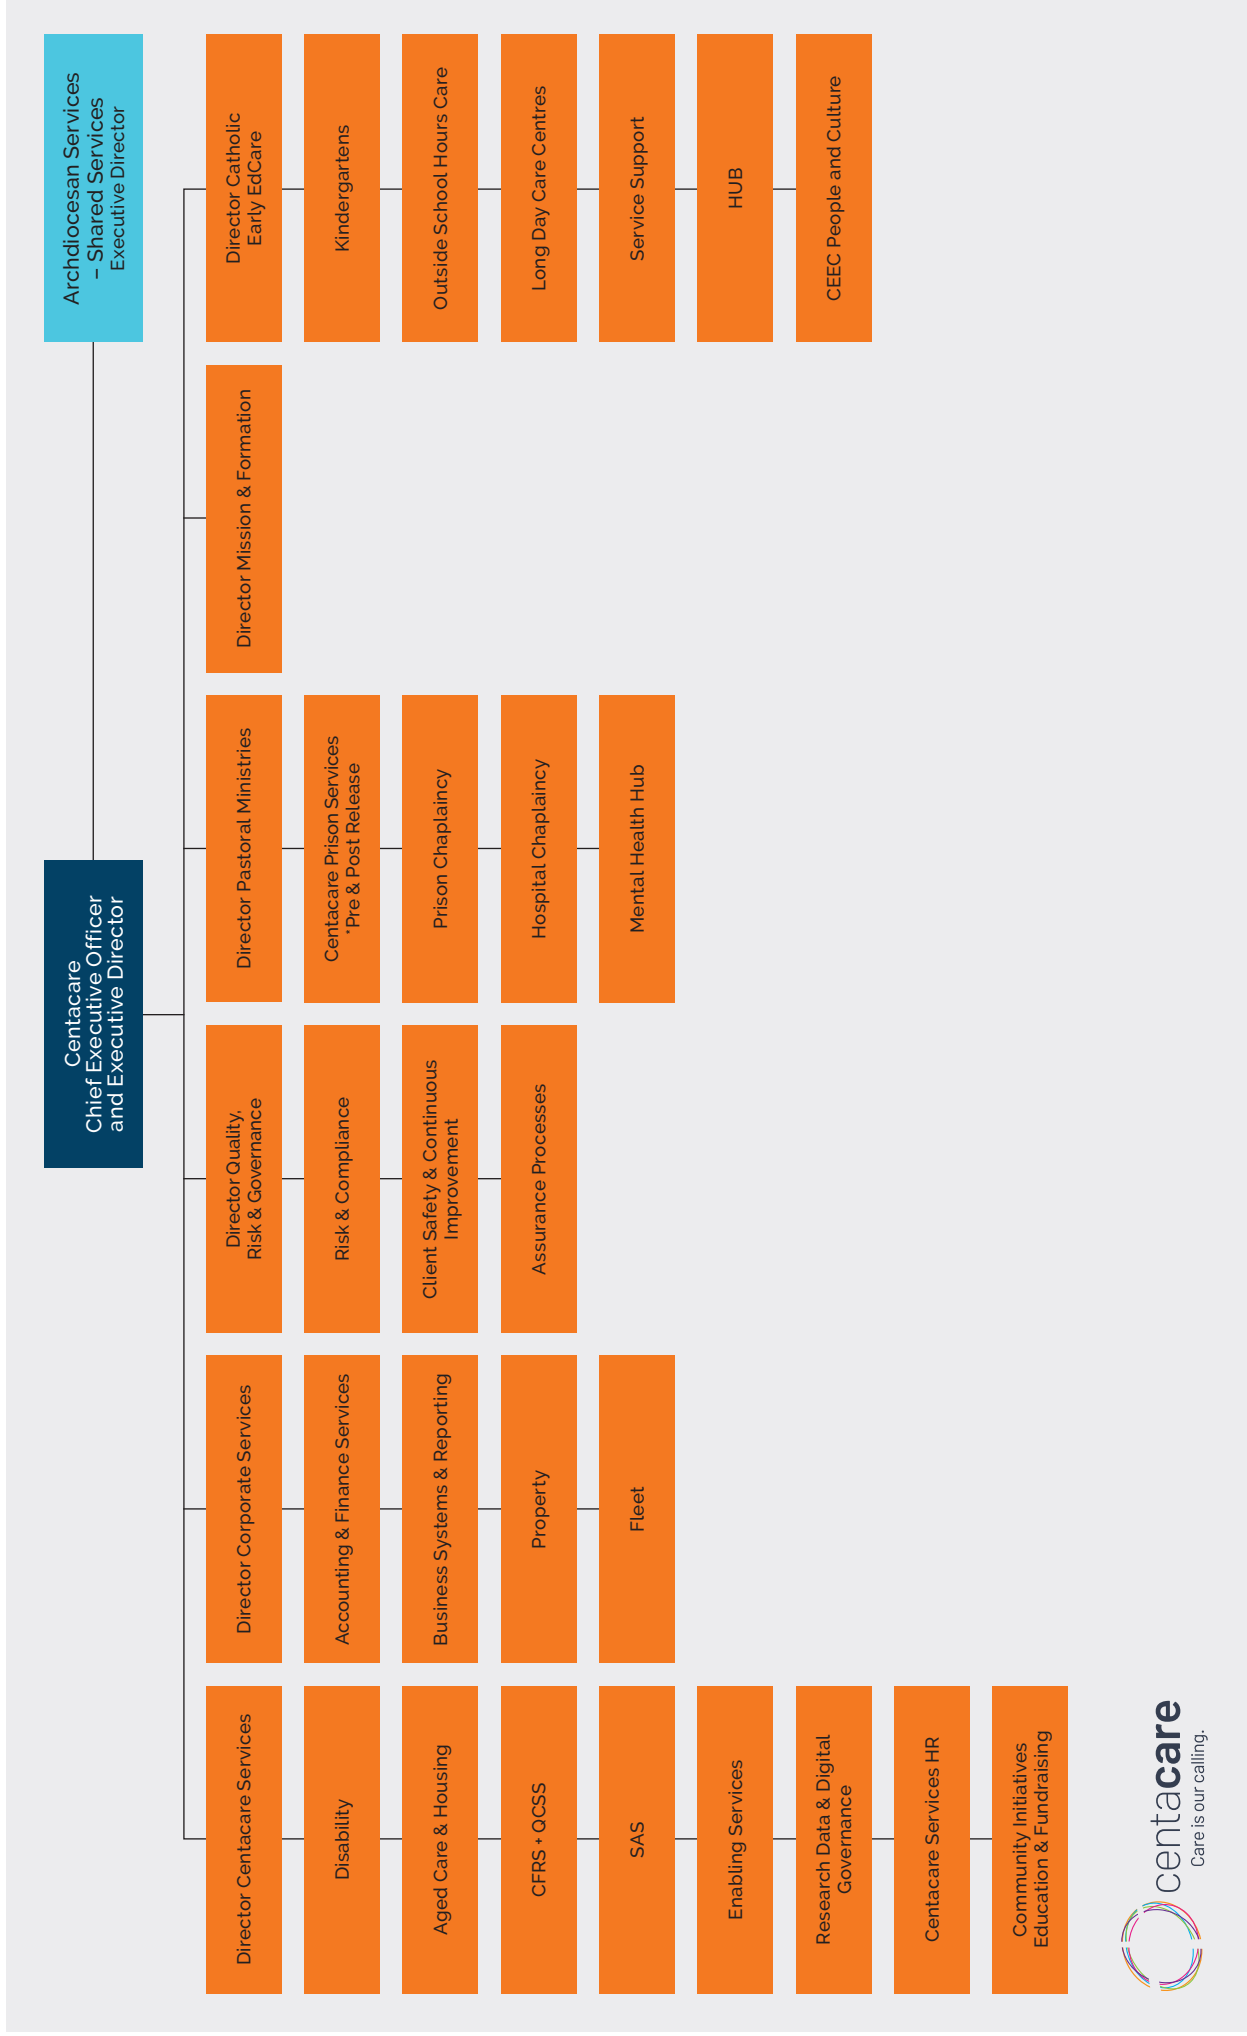 Centacare
Chief Executive Officer
and Executive Director
Archdiocesan Services
– Shared Services
Executive Director
Director Centacare Services
Disability
Aged Care & Housing
CFRS + QCSS
SAS
Enabling Services
Research Data & Digital
Governance
Centacare Services HR
Community Initiatives
Education & Fundraising
Director Corporate Services
Accounting & Finance Services
Business Systems & Reporting
Property
Fleet
Director Quality,
Risk & Governance
Risk & Compliance
Client Safety & Continuous
Improvement
Assurance Processes
Director Pastoral Ministries
Centacare Prison Services
*Pre & Post Release
Prison Chaplaincy
Hospital Chaplaincy
Mental Health Hub
Director Mission & Formation
Director Catholic
Early EdCare
Kindergartens
Outside School Hours Care
Long Day Care Centres
Service Support
HUB
CEEC People and Culture
centacare
Care is our calling.